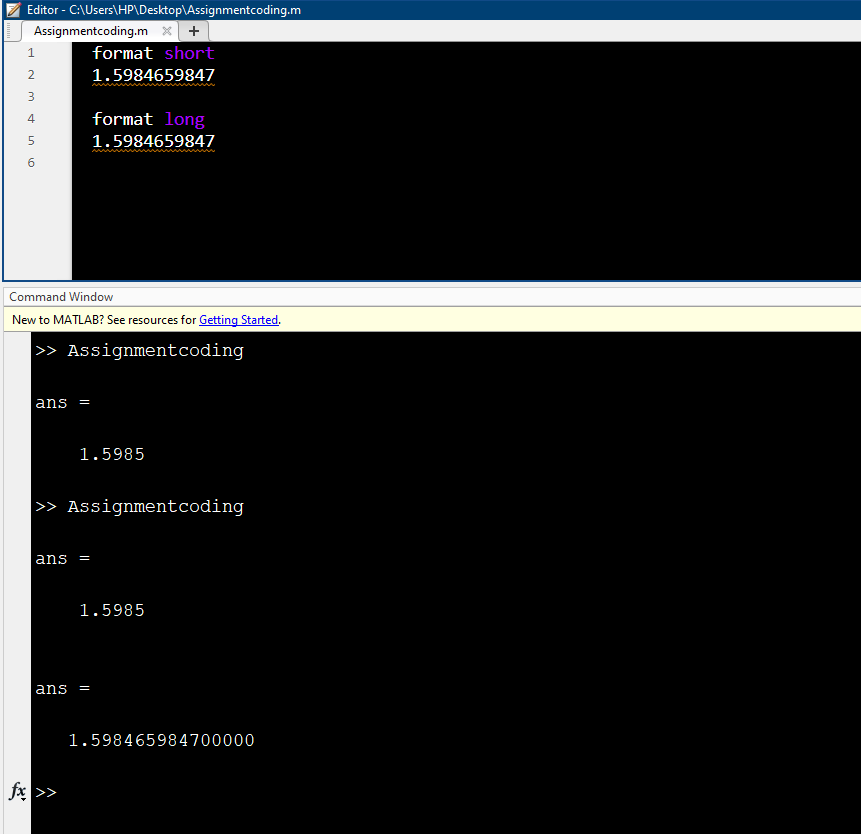 Editor - C:\Users\HP\Desktop\Assignmentcoding.m
Assignmentcoding.m × +
1 format short
2 1.5984659847
3
4 format long
5 1.5984659847
6
Command Window
New to MATLAB? See resources for Getting Started.
>> Assignmentcoding
ans =
1.5985
>> Assignmentcoding
ans =
1.5985
ans =
1.598465984700000
fx >>